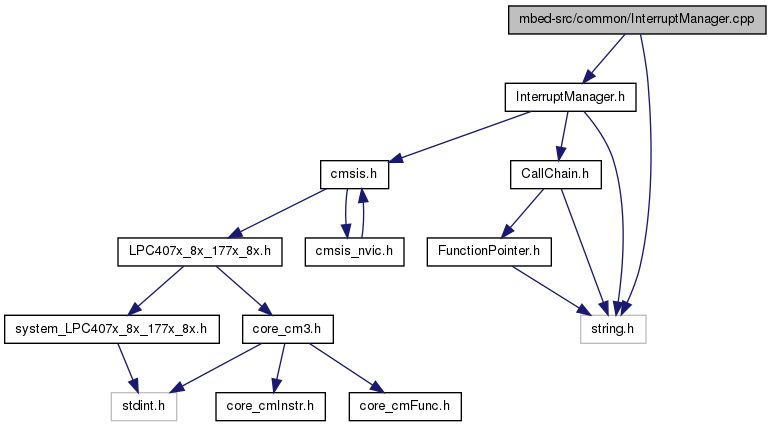 mbed-src/common/InterruptManager.cpp
InterruptManager.h
cmsis.h
CallChain.h
LPC407x_8x_177x_8x.h
cmsis_nvic.h
FunctionPointer.h
system_LPC407x_8x_177x_8x.h
core_cm3.h
string.h
stdint.h
core_cmInstr.h
core_cmFunc.h